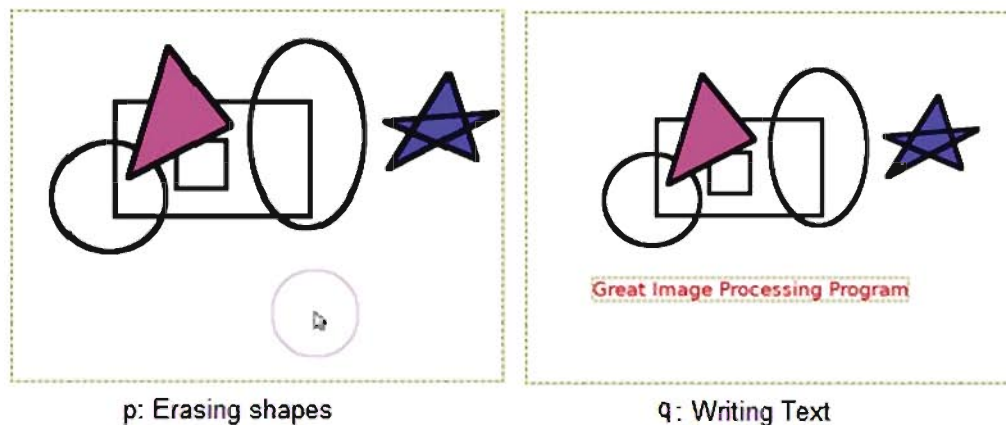 Great Image Processing Program
p: Erasing shapes
q: Writing Text